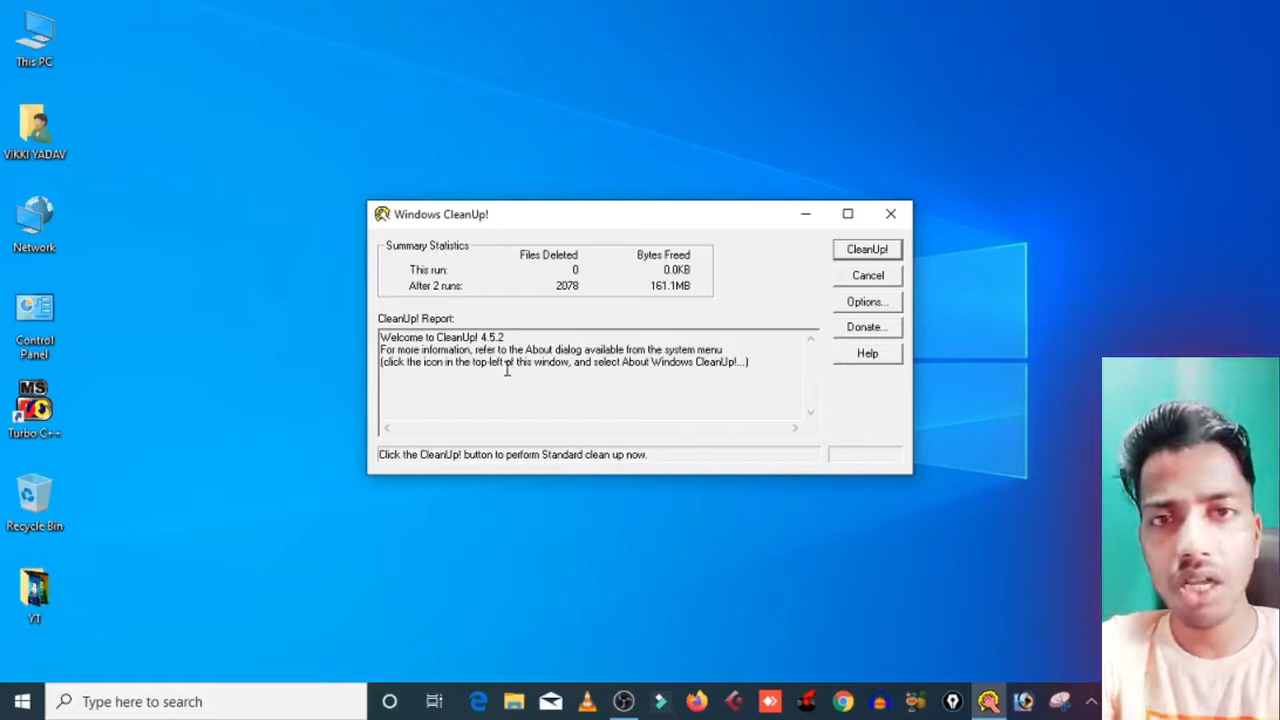 This PC
VIKKI YADAV
Network
Control
Panel
MS
Turbo C++
Recycle Bin
YT
Windows CleanUp!
Summary Statistics
Files Deleted
Bytes Freed
This run:
0
0.0KB
After 2 runs:
2078
161.1MB
CleanUp! Report:
Welcome to CleanUp! 4.5.2
For more information, refer to the About dialog available from the system menu
(click the icon in the top-left of this window, and select About Windows CleanUp!...)
Click the CleanUp! button to perform Standard clean up now.
CleanUp!
Cancel
Options...
Donate...
Help
Type here to search